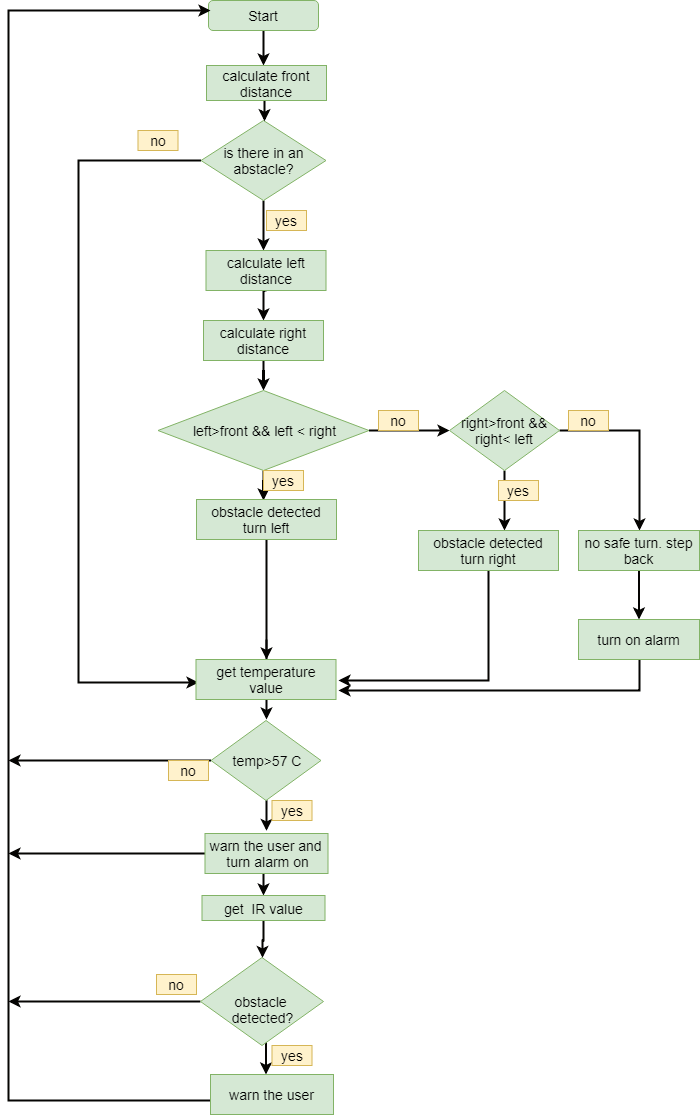 Start
calculate front
distance
no
is there in an
abstacle?
yes
calculate left
distance
calculate right
distance
left>front && left < right
no
right>front &&
right< left
no
yes
yes
obstacle detected
turn left
obstacle detected
turn right
no safe turn. step
back
turn on alarm
get temperature
value
temp>57 C
no
yes
warn the user and
turn alarm on
get  IR value
no
obstacle
detected?
yes
warn the user